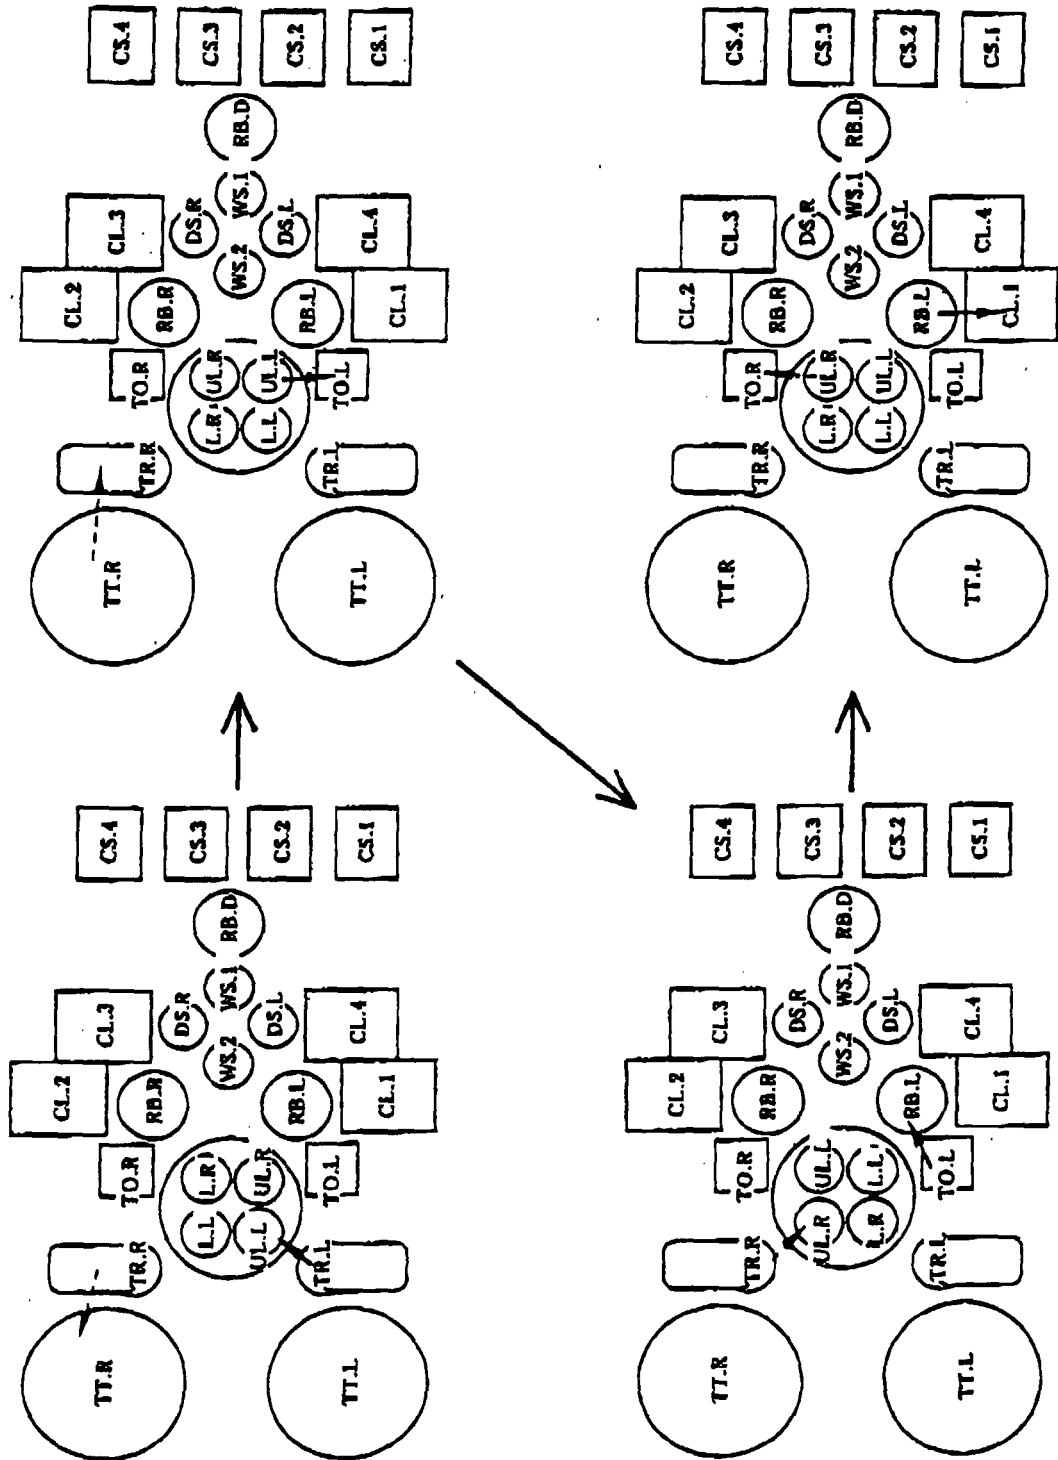 CL.2
CL.3
TT.R
TR.R
TO.R
CS.4
RB.R
DS.R
CS.3
L.L
L.R
WS.2
WS.1
RB.D
UL.L
UL.R
DS.L
CS.2
RB.L
TT.L
TR.L
TO.L
CL.4
CS.1
CL.1
CL.2
CL.3
TT.R
TR.R
TO.R
CS.4
RB.R
DS.R
CS.3
L.R
UL.R
WS.2
WS.1
RB.D
L.L
UL.L
DS.L
CS.2
RB.L
TT.L
TR.L
TO.L
CL.4
CS.1
CL.1
CL.2
CL.3
TT.R
TR.R
TO.R
CS.4
RB.R
DS.R
CS.3
UL.R
UL.L
WS.2
WS.1
RB.D
L.R
L.L
DS.L
CS.2
RB.L
TT.L
TR.L
TO.L
CL.4
CS.1
CL.1
CL.2
CL.3
TT.R
TR.R
TO.R
CS.4
RB.R
DS.R
CS.3
L.R
UL.R
WS.2
WS.1
RB.D
L.L
UL.L
DS.L
CS.2
RB.L
TT.L
TR.L
TO.L
CL.4
CS.1
CL.1